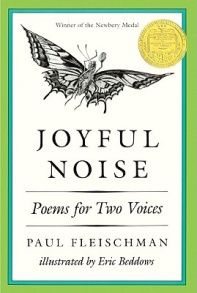 Winner of the Newbery Medal
JOYFUL
NOISE
Poems for Two Voices
PAUL FLEISCHMAN
illustrated by Eric Beddows